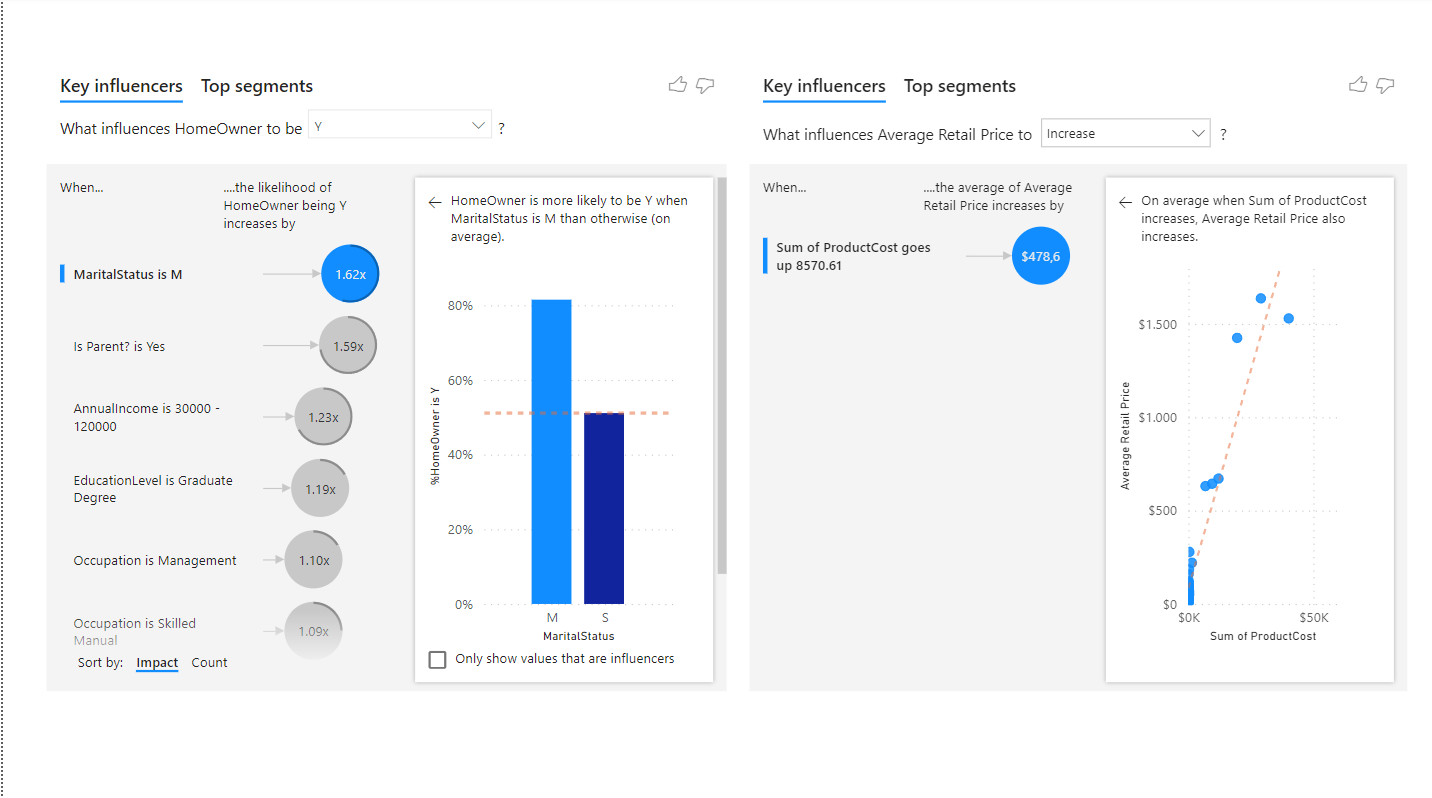 Key influencers Top segments
What influences HomeOwner to be Y ?
When...
....the likelihood of
HomeOwner being Y
increases by
MaritalStatus is M
1.62x
Is Parent? is Yes
1.59x
AnnualIncome is 30000 -
120000
1.23x
EducationLevel is Graduate
Degree
1.19x
Occupation is Management
1.10x
Occupation is Skilled
Manual
1.09x
Sort by: Impact Count
← HomeOwner is more likely to be Y when
MaritalStatus is M than otherwise (on
average).
%HomeOwner is Y
80%
60%
40%
20%
0%
M S
MaritalStatus
Only show values that are influencers
Key influencers Top segments
What influences Average Retail Price to Increase ?
When...
....the average of Average
Retail Price increases by
Sum of ProductCost goes
up 8570.61
$478,6
← On average when Sum of ProductCost
increases, Average Retail Price also
increases.
Average Retail Price
$1.500
$1.000
$500
$0
$0K $50K
Sum of ProductCost